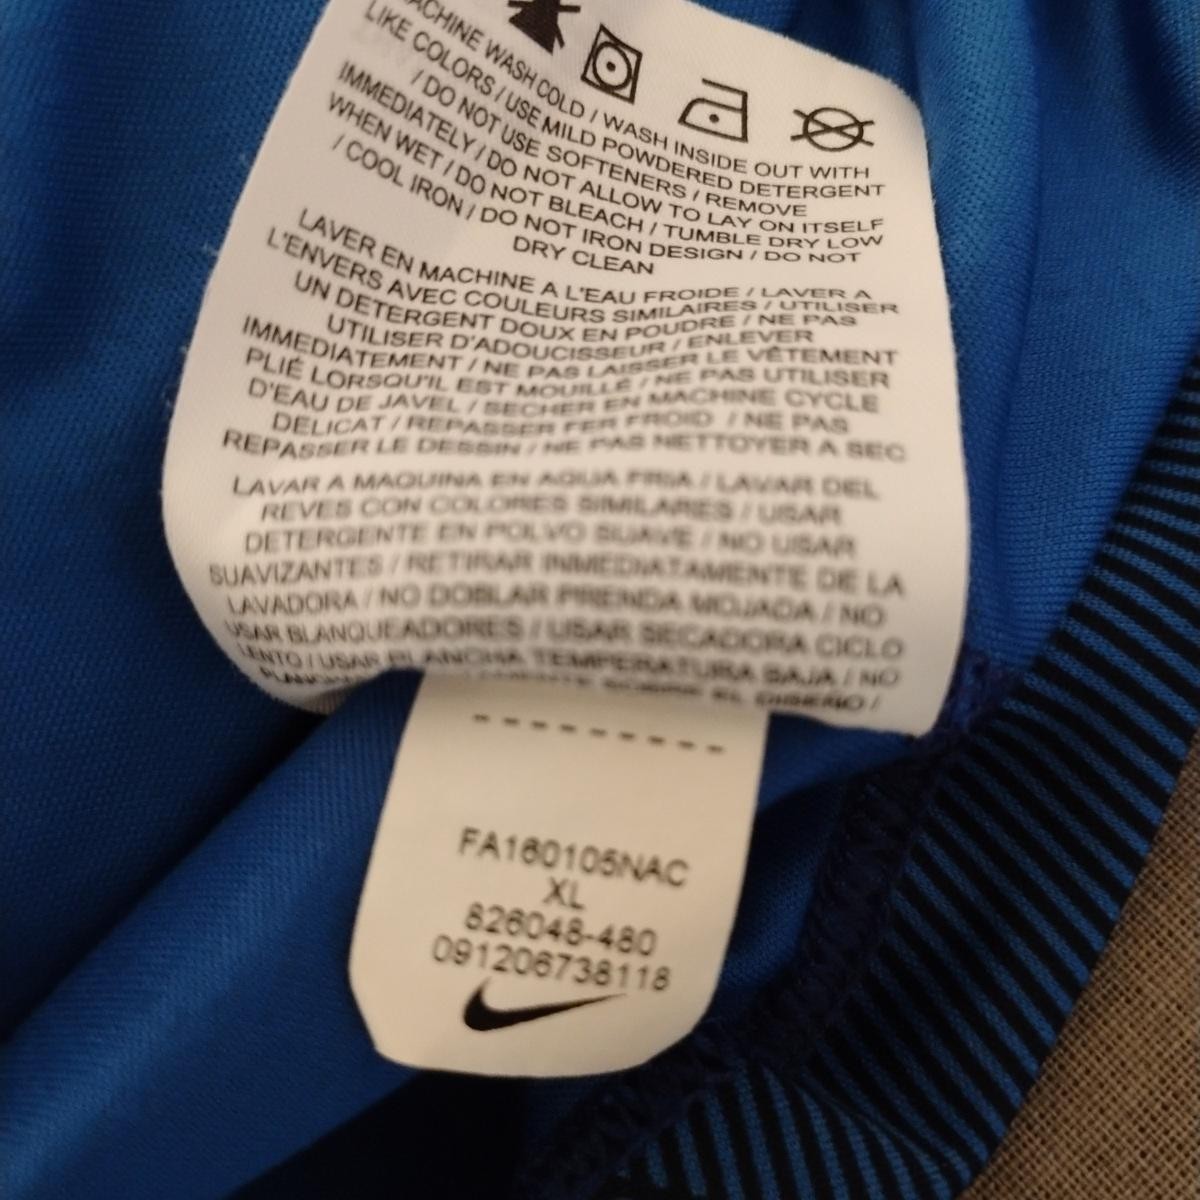 MACHINE WASH COLD / WASH INSIDE OUT WITH
LIKE COLORS / USE MILD POWDERED DETERGENT
/ DO NOT USE SOFTENERS / REMOVE
IMMEDIATELY / DO NOT ALLOW TO LAY ON ITSELF
WHEN WET / DO NOT BLEACH / TUMBLE DRY LOW
/ COOL IRON / DO NOT IRON DESIGN / DO NOT
DRY CLEAN
LAVER EN MACHINE A L'EAU FROIDE / LAVER A
L'ENVERS AVEC COULEURS SIMILAIRES / UTILISER
UN DETERGENT DOUX EN POUDRE / NE PAS
UTILISER D'ADOUCISSEUR / ENLEVER
IMMEDIATEMENT / NE PAS LAISSER LE VÊTEMENT
PLIÉ LORSQU'IL EST MOUILLÉ / NE PAS UTILISER
D'EAU DE JAVEL / SECHER EN MACHINE CYCLE
DELICAT / REPASSER FER FROID / NE PAS
REPASSER LE DESSIN / NE PAS NETTOYER A SEC
LAVAR A MAQUINA EN AGUA FRIA / LAVAR DEL
REVES CON COLORES SIMILARES / USAR
DETERGENTE EN POLVO SUAVE / NO USAR
SUAVIZANTES / RETIRAR INMEDIATAMENTE DE LA
LAVADORA / NO DOBLAR PRENDA MOJADA / NO
USAR BLANQUEADORES / USAR SECADORA CICLO
LENTO / USAR PLANCHA TEMPERATURA BAJA / NO
SOBRE EL DISEÑO /
FA160105NAC
XL
826048-480
091206738118